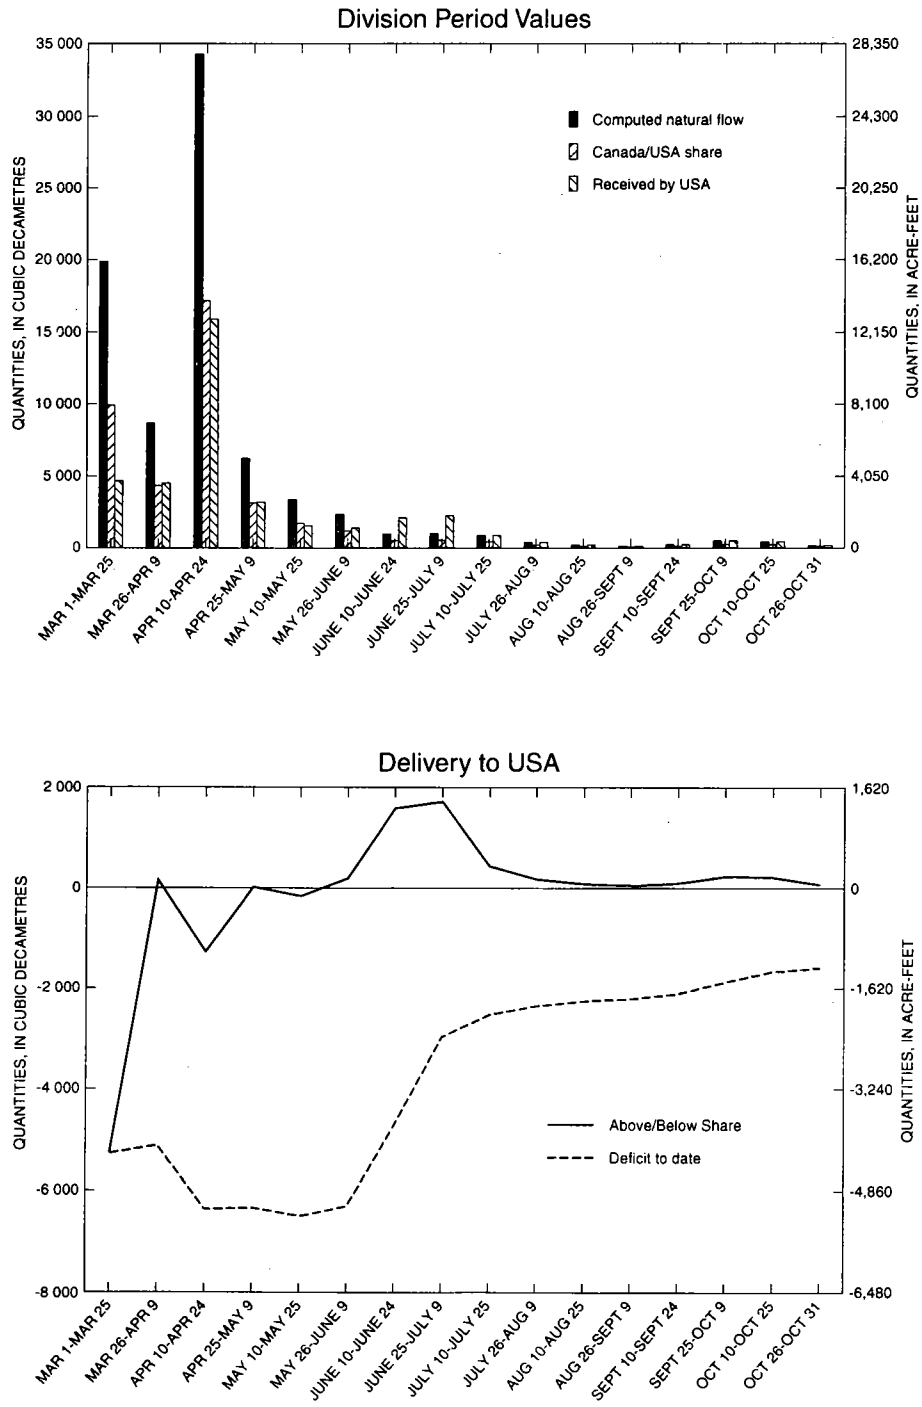 Division Period Values
35 000
30 000
25 000
20 000
15 000
10 000
5 000
0
QUANTITIES, IN CUBIC DECAMETRES
28,350
24,300
20,250
16,200
12,150
8,100
4,050
0
QUANTITIES, IN ACRE-FEET
Computed natural flow
Canada/USA share
Received by USA
MAR 1-MAR 25
MAR 26-APR 9
APR 10-APR 24
APR 25-MAY 9
MAY 10-MAY 25
MAY 26-JUNE 9
JUNE 10-JUNE 24
JUNE 25-JULY 9
JULY 10-JULY 25
JULY 26-AUG 9
AUG 10-AUG 25
AUG 26-SEPT 9
SEPT 10-SEPT 24
SEPT 25-OCT 9
OCT 10-OCT 25
OCT 26-OCT 31
Delivery to USA
2 000
0
-2 000
-4 000
-6 000
-8 000
QUANTITIES, IN CUBIC DECAMETRES
1,620
0
-1,620
-3,240
-4,860
-6,480
QUANTITIES, IN ACRE-FEET
Above/Below Share
Deficit to date
MAR 1-MAR 25
MAR 26-APR 9
APR 10-APR 24
APR 25-MAY 9
MAY 10-MAY 25
MAY 26-JUNE 9
JUNE 10-JUNE 24
JUNE 25-JULY 9
JULY 10-JULY 25
JULY 26-AUG 9
AUG 10-AUG 25
AUG 26-SEPT 9
SEPT 10-SEPT 24
SEPT 25-OCT 9
OCT 10-OCT 25
OCT 26-OCT 31